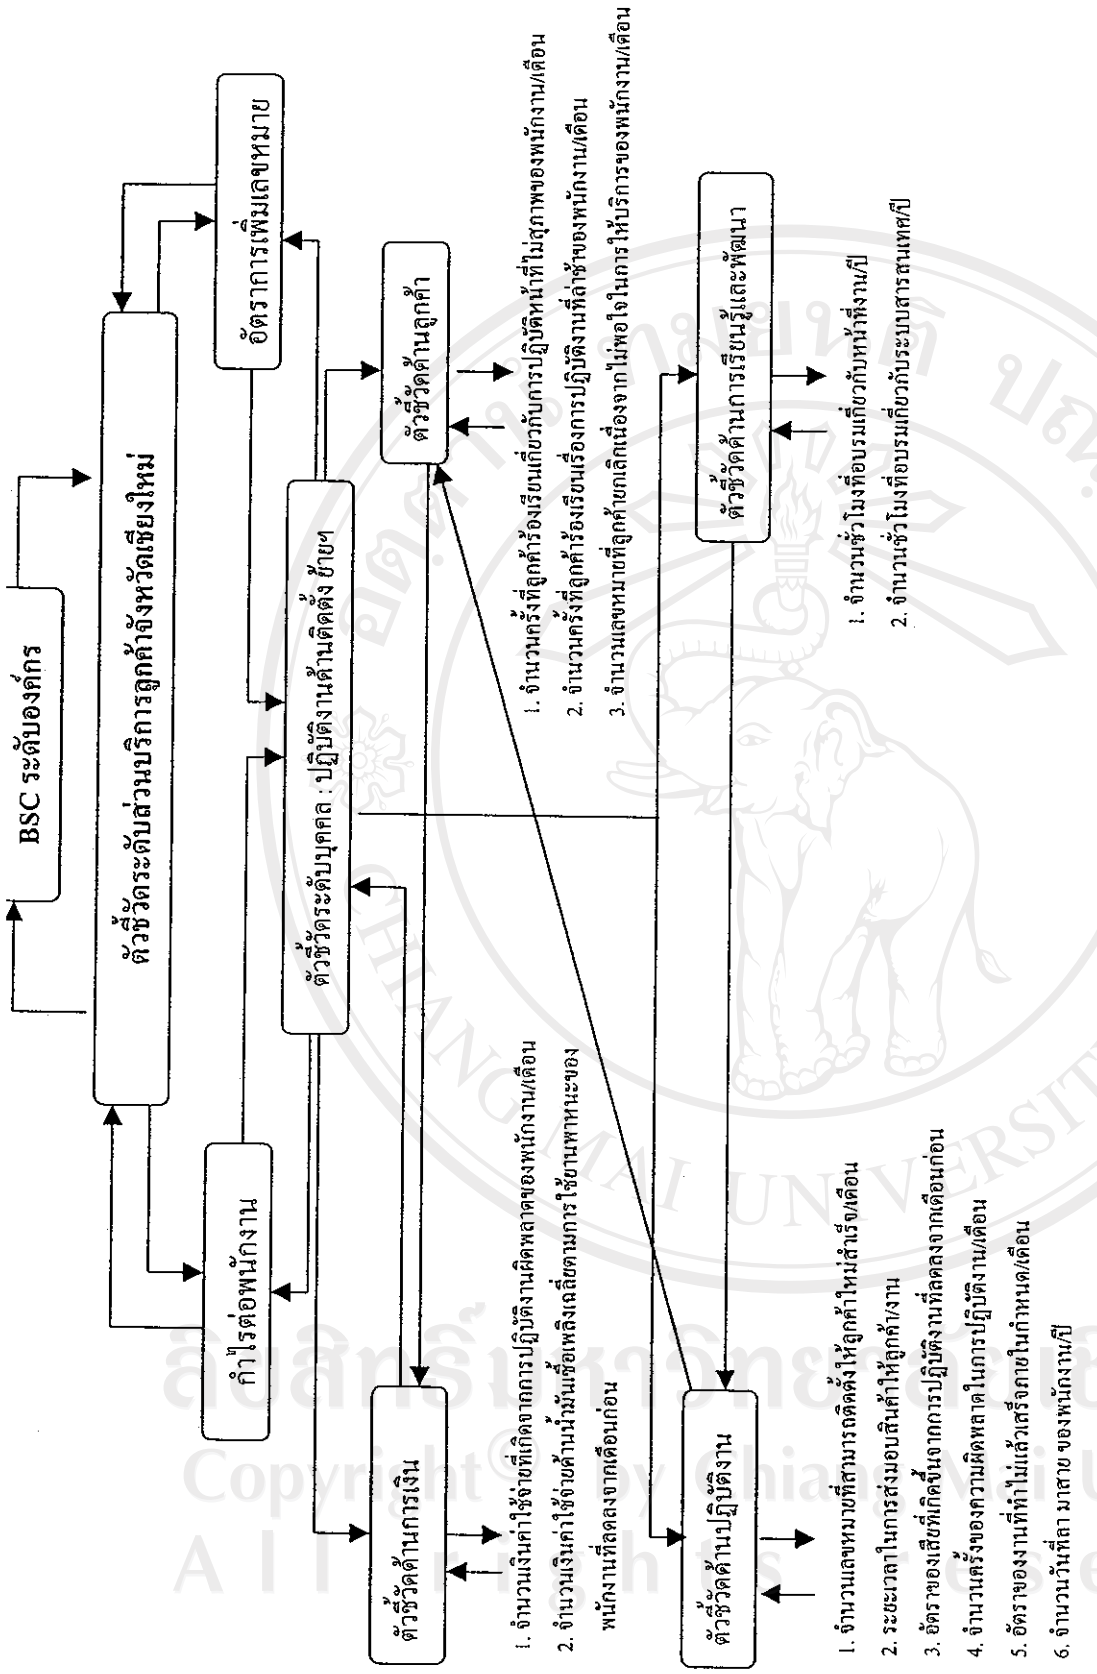 BSC ระดับองค์กร
ตัวชี้วัดระดับส่วนบริการลูกค้าจังหวัดเชียงใหม่
กำไรต่อพนักงาน
อัตราการเพิ่มเลขหมาย
ตัวชี้วัดระดับบุคคล : ปฏิบัติงานด้านติดตั้ง ย้ายฯ
ตัวชี้วัดด้านการเงิน
ตัวชี้วัดด้านลูกค้า
1. จำนวนเงินค่าใช้จ่ายที่เกิดจากการปฏิบัติงานผิดพลาดของพนักงาน/เดือน
2. จำนวนเงินค่าใช้จ่ายด้านน้ำมันเชื้อเพลิงเฉลี่ยตามการใช้ยานพาหนะของ
พนักงานที่ลดลงจากเดือนก่อน
1. จำนวนครั้งที่ลูกค้าร้องเรียนเกี่ยวกับการปฏิบัติหน้าที่ไม่สุภาพของพนักงาน/เดือน
2. จำนวนครั้งที่ลูกค้าร้องเรียนเรื่องการปฏิบัติงานที่ล่าช้าของพนักงาน/เดือน
3. จำนวนเลขหมายที่ลูกค้ายกเลิกเนื่องจากไม่พอใจในการให้บริการของพนักงาน/เดือน
ตัวชี้วัดด้านปฏิบัติงาน
ตัวชี้วัดด้านการเรียนรู้และพัฒนา
1. จำนวนเลขหมายที่สามารถติดตั้งให้ลูกค้าใหม่สำเร็จ/เดือน
2. ระยะเวลาในการส่งมอบสินค้าให้ลูกค้า/งาน
3. อัตราของเสียที่เกิดขึ้นจากการปฏิบัติงานที่ลดลงจากเดือนก่อน
4. จำนวนครั้งของความผิดพลาดในการปฏิบัติงาน/เดือน
5. อัตราของงานที่ทำไม่แล้วเสร็จภายในกำหนด/เดือน
6. จำนวนวันที่ลา มาสาย ของพนักงาน/ปี
1. จำนวนชั่วโมงที่อบรมเกี่ยวกับหน้าที่งาน/ปี
2. จำนวนชั่วโมงที่อบรมเกี่ยวกับระบบสารสนเทศ/ปี
CHIANG MAI UNIVERSIT
Copyright © by Chiang Mai U
All rights rese